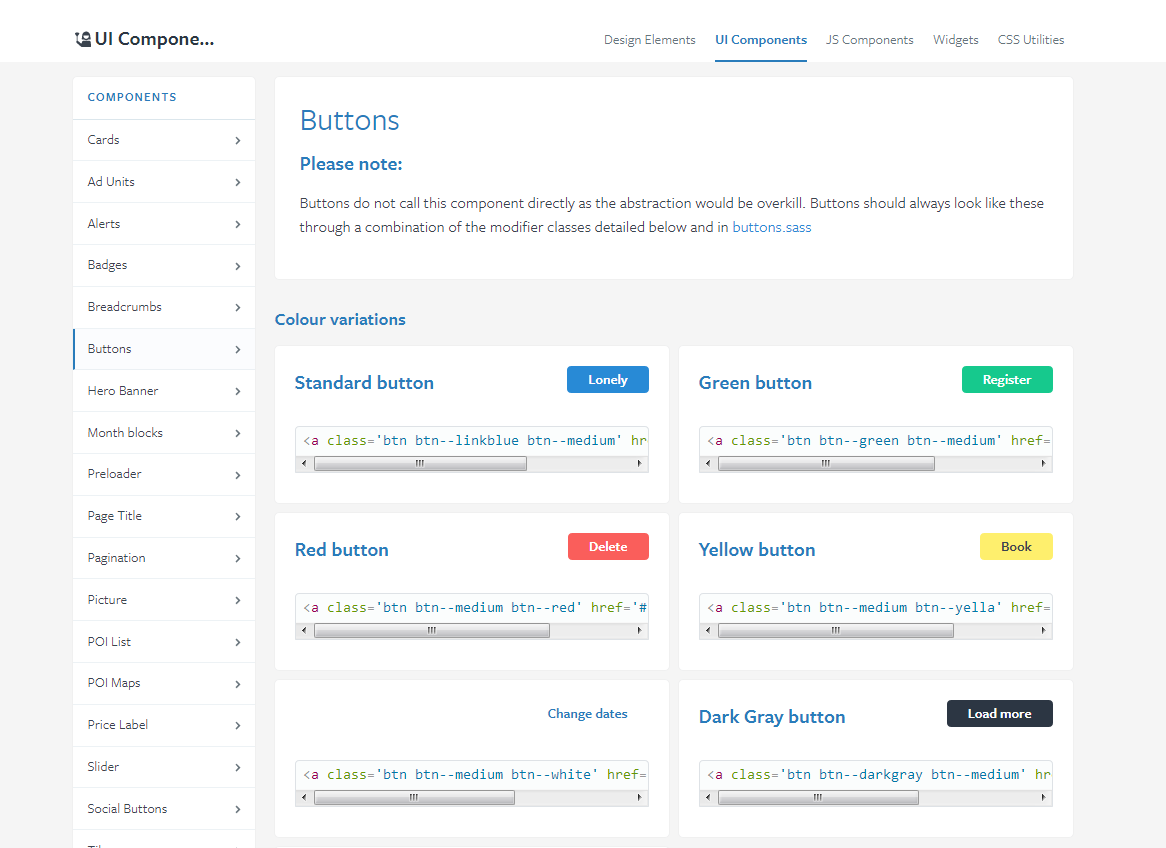 UI Compone...
Design Elements
UI Components
JS Components
Widgets
CSS Utilities
COMPONENTS
Cards
Ad Units
Alerts
Badges
Breadcrumbs
Buttons
Hero Banner
Month blocks
Preloader
Page Title
Pagination
Picture
POI List
POI Maps
Price Label
Slider
Social Buttons
Buttons
Please note:
Buttons do not call this component directly as the abstraction would be overkill. Buttons should always look like these
through a combination of the modifier classes detailed below and in buttons.sass
Colour variations
Standard button
Lonely
<a class='btn btn--linkblue btn--medium' hr
Green button
Register
<a class='btn btn--green btn--medium' href=
Red button
Delete
<a class='btn btn--medium btn--red' href='#
Yellow button
Book
<a class='btn btn--medium btn--yella' href=
Change dates
<a class='btn btn--medium btn--white' href=
Dark Gray button
Load more
<a class='btn btn--darkgray btn--medium' hr